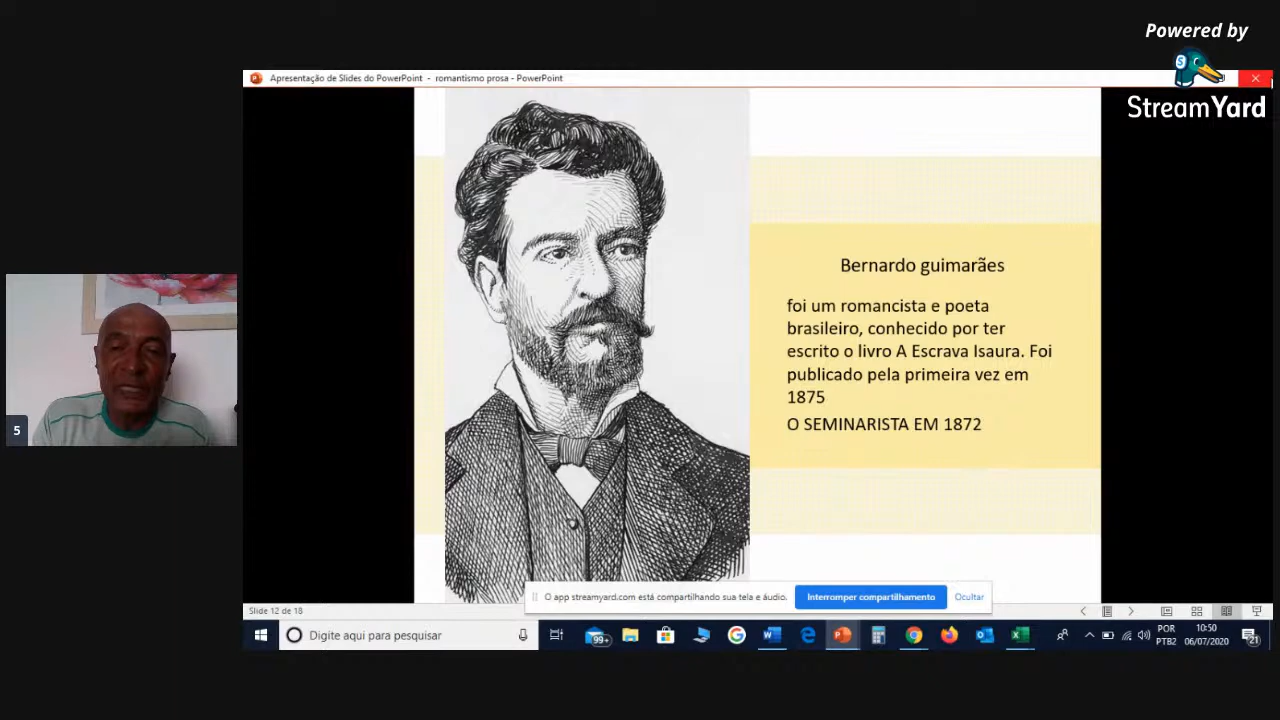 Powered by
StreamYard
Apresentação de Slides do PowerPoint - romantismo prosa - PowerPoint
Bernardo guimarães
foi um romancista e poeta
brasileiro, conhecido por ter
escrito o livro A Escrava Isaura. Foi
publicado pela primeira vez em
1875
O SEMINARISTA EM 1872
5
O app streamyard.com está compartilhando sua tela e áudio.
Interromper compartilhamento
Ocultar
Slide 12 de 18
Digite aqui para pesquisar
99+
POR
PTB2
10:50
06/07/2020
21